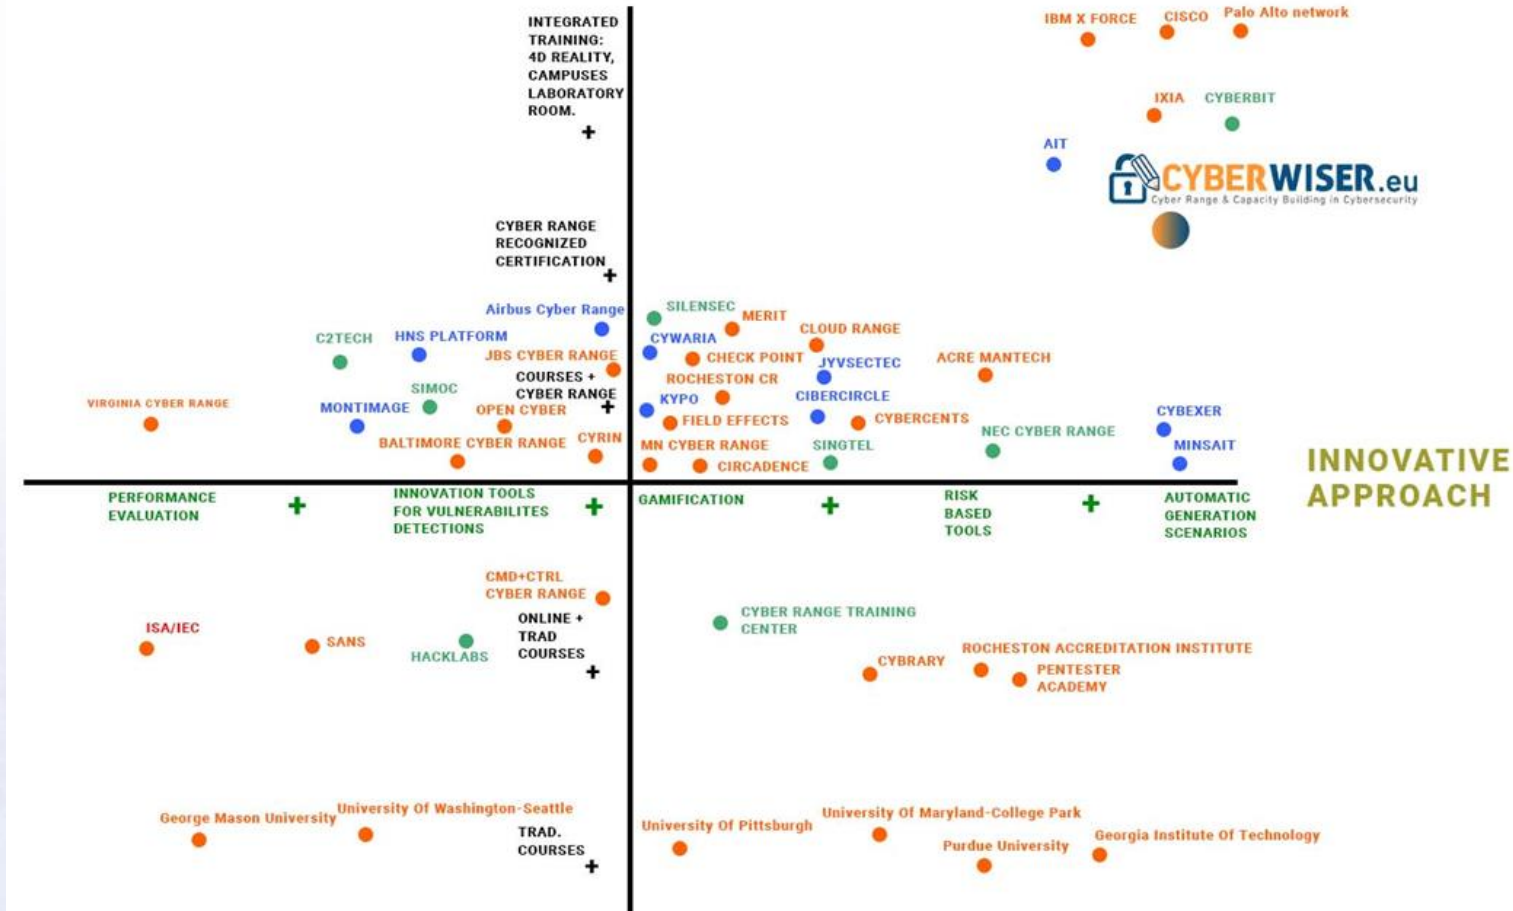 INTEGRATED
TRAINING:
4D REALITY,
CAMPUSES
LABORATORY
ROOM.
+
IBM X FORCE
CISCO
Palo Alto network
IXIA
CYBERBIT
AIT
CYBERWISER.eu
Cyber Range & Capacity Building in Cybersecurity
CYBER RANGE
RECOGNIZED
CERTIFICATION
+
Airbus Cyber Range
SILENSEC
MERIT
C2TECH
HNS PLATFORM
CYWARIA
CLOUD RANGE
JBS CYBER RANGE
CHECK POINT
JYVSECTEC
ACRE MANTECH
COURSES +
CYBER RANGE
+
ROCHESTON CR
SIMOC
KYPO
CIBERCIRCLE
VIRGINIA CYBER RANGE
MONTIMAGE
OPEN CYBER
FIELD EFFECTS
CYBERCENTS
CYBEXER
NEC CYBER RANGE
BALTIMORE CYBER RANGE
CYRIN
MN CYBER RANGE
SINGTEL
MINSAIT
CIRCADENCE
INNOVATIVE
APPROACH
PERFORMANCE
EVALUATION
+
INNOVATION TOOLS
FOR VULNERABILITES
DETECTIONS
+
GAMIFICATION
+
RISK
BASED
TOOLS
+
AUTOMATIC
GENERATION
SCENARIOS
CMD+CTRL
CYBER RANGE
ONLINE +
TRAD
COURSES
+
CYBER RANGE TRAINING
CENTER
ISA/IEC
SANS
HACKLABS
CYBRARY
ROCHESTON ACCREDITATION INSTITUTE
PENTESTER
ACADEMY
George Mason University
University Of Washington-Seattle
TRAD.
COURSES
+
University Of Pittsburgh
University Of Maryland-College Park
Purdue University
Georgia Institute Of Technology